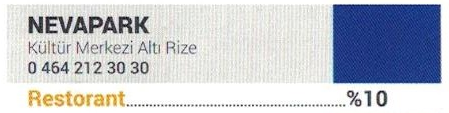 NEVAPARK
Kültür Merkezi Altı Rize
0 464 212 30 30
Restorant..........................................................%10